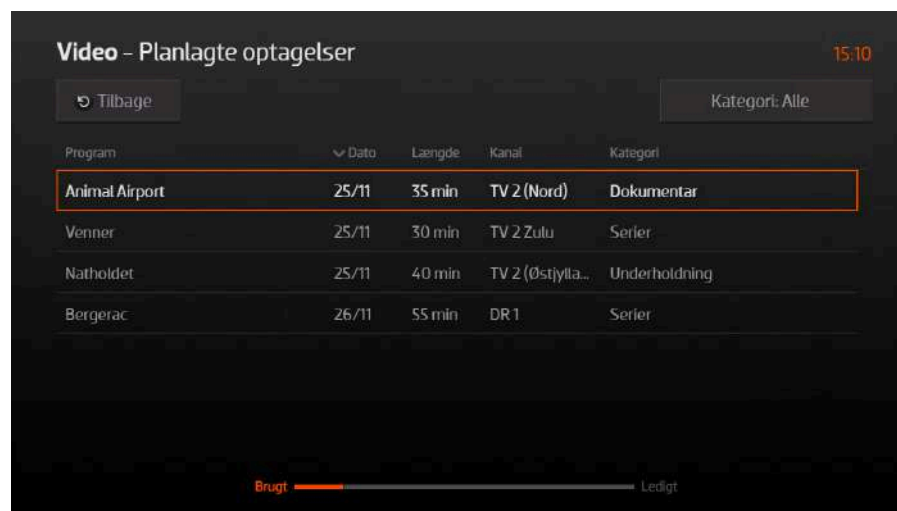 Video – Planlagte optagelser
15:10
Tilbage
Kategori: Alle
Program Dato Længde Kanal Kategori
Animal Airport 25/11 35 min TV 2 (Nord) Dokumentar
Venner 25/11 30 min TV 2 Zulu Serier
Natholdet 25/11 40 min TV 2 (Østjylla... Underholdning
Bergerac 26/11 55 min DR 1 Serier
Brugt Ledigt